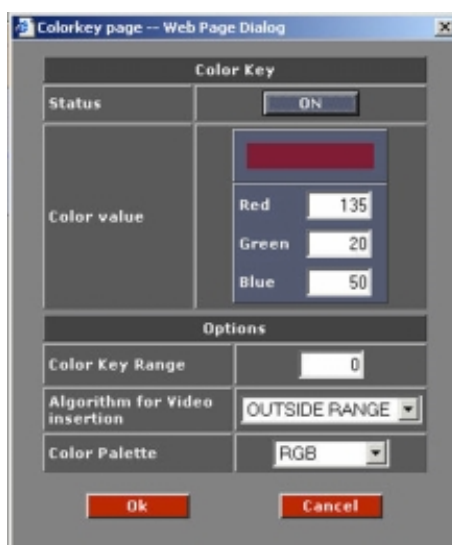 Colorkey page -- Web Page Dialog
Color Key
Status ON
Color value
Red 135
Green 20
Blue 50
Options
Color Key Range 0
Algorithm for Video
insertion OUTSIDE RANGE
Color Palette RGB
Ok Cancel